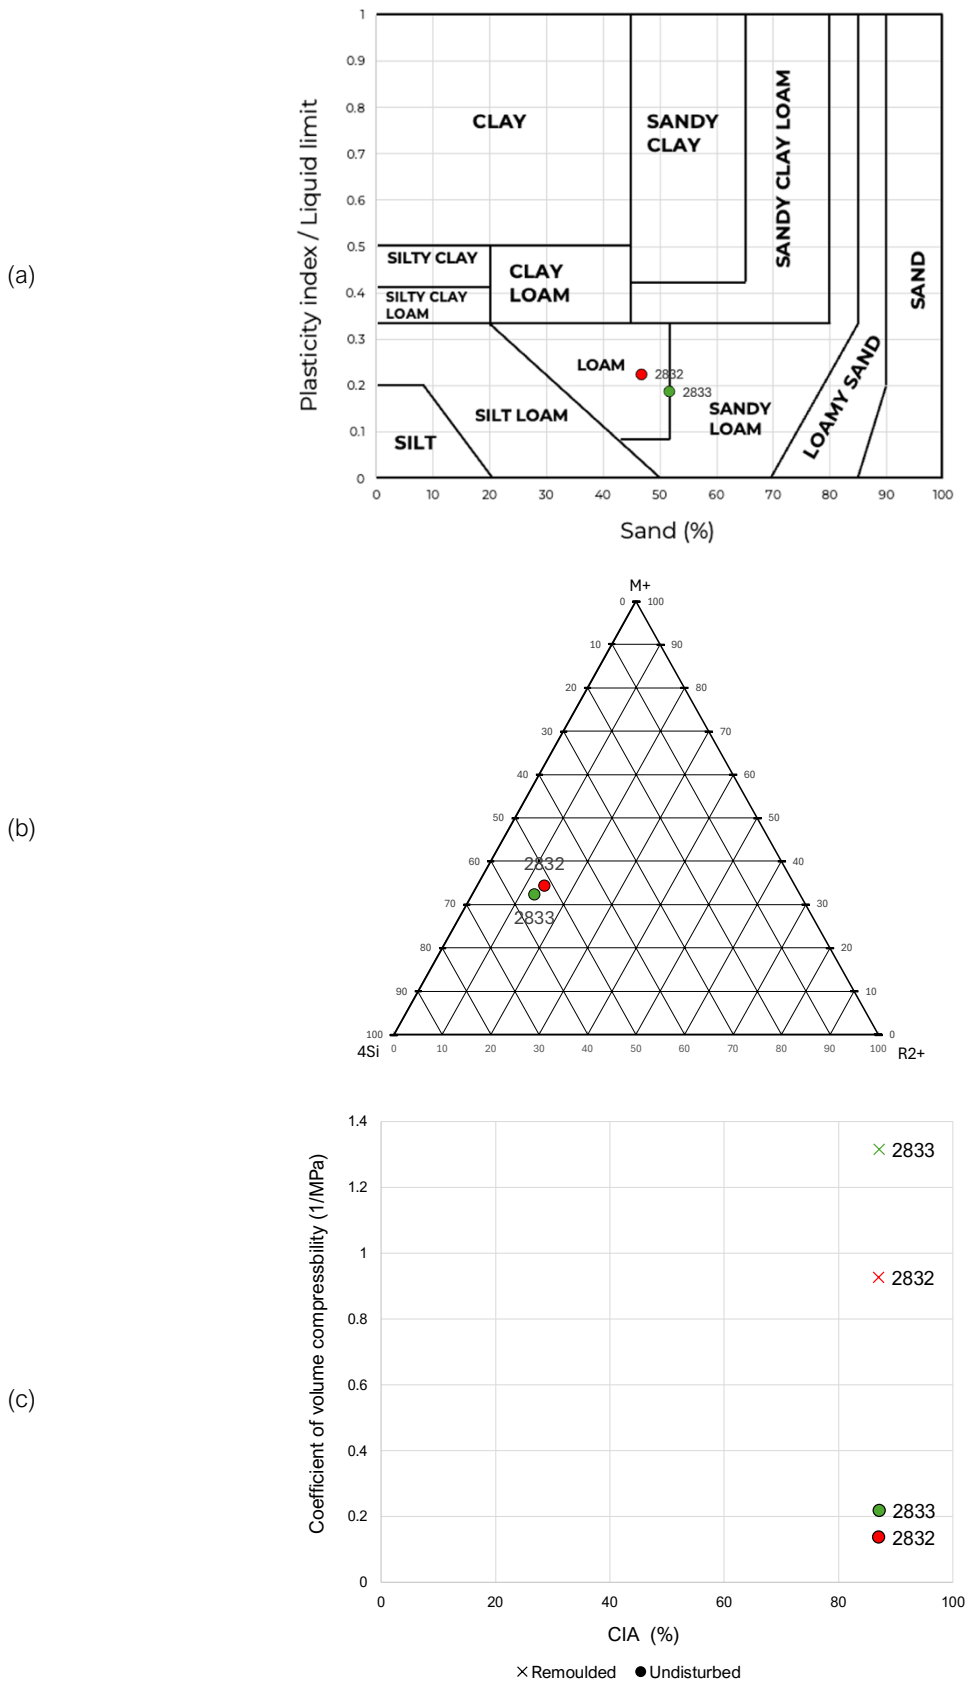 (a)
Plasticity index / Liquid limit
1
0.9
0.8
0.7
0.6
0.5
0.4
0.3
0.2
0.1
0
CLAY
SANDY
CLAY
SANDY CLAY LOAM
SAND
SILTY CLAY
SILTY CLAY
LOAM
CLAY
LOAM
LOAM
2832
2833
SILT LOAM
SANDY
LOAM
LOAMY SAND
SILT
0 10 20 30 40 50 60 70 80 90 100
Sand (%)
(b)
M+
0 100
10 90
20 80
30 70
40 60
50 50
60 40
2832
70 30
2833
80 20
90 10
100 0
4Si 0 10 20 30 40 50 60 70 80 90 100 R2+
(c)
Coefficient of volume compressbility (1/MPa)
1.4
1.2
1
0.8
0.6
0.4
0.2
0
2833
2832
2833
2832
0 20 40 60 80 100
CIA (%)
Remoulded Undisturbed